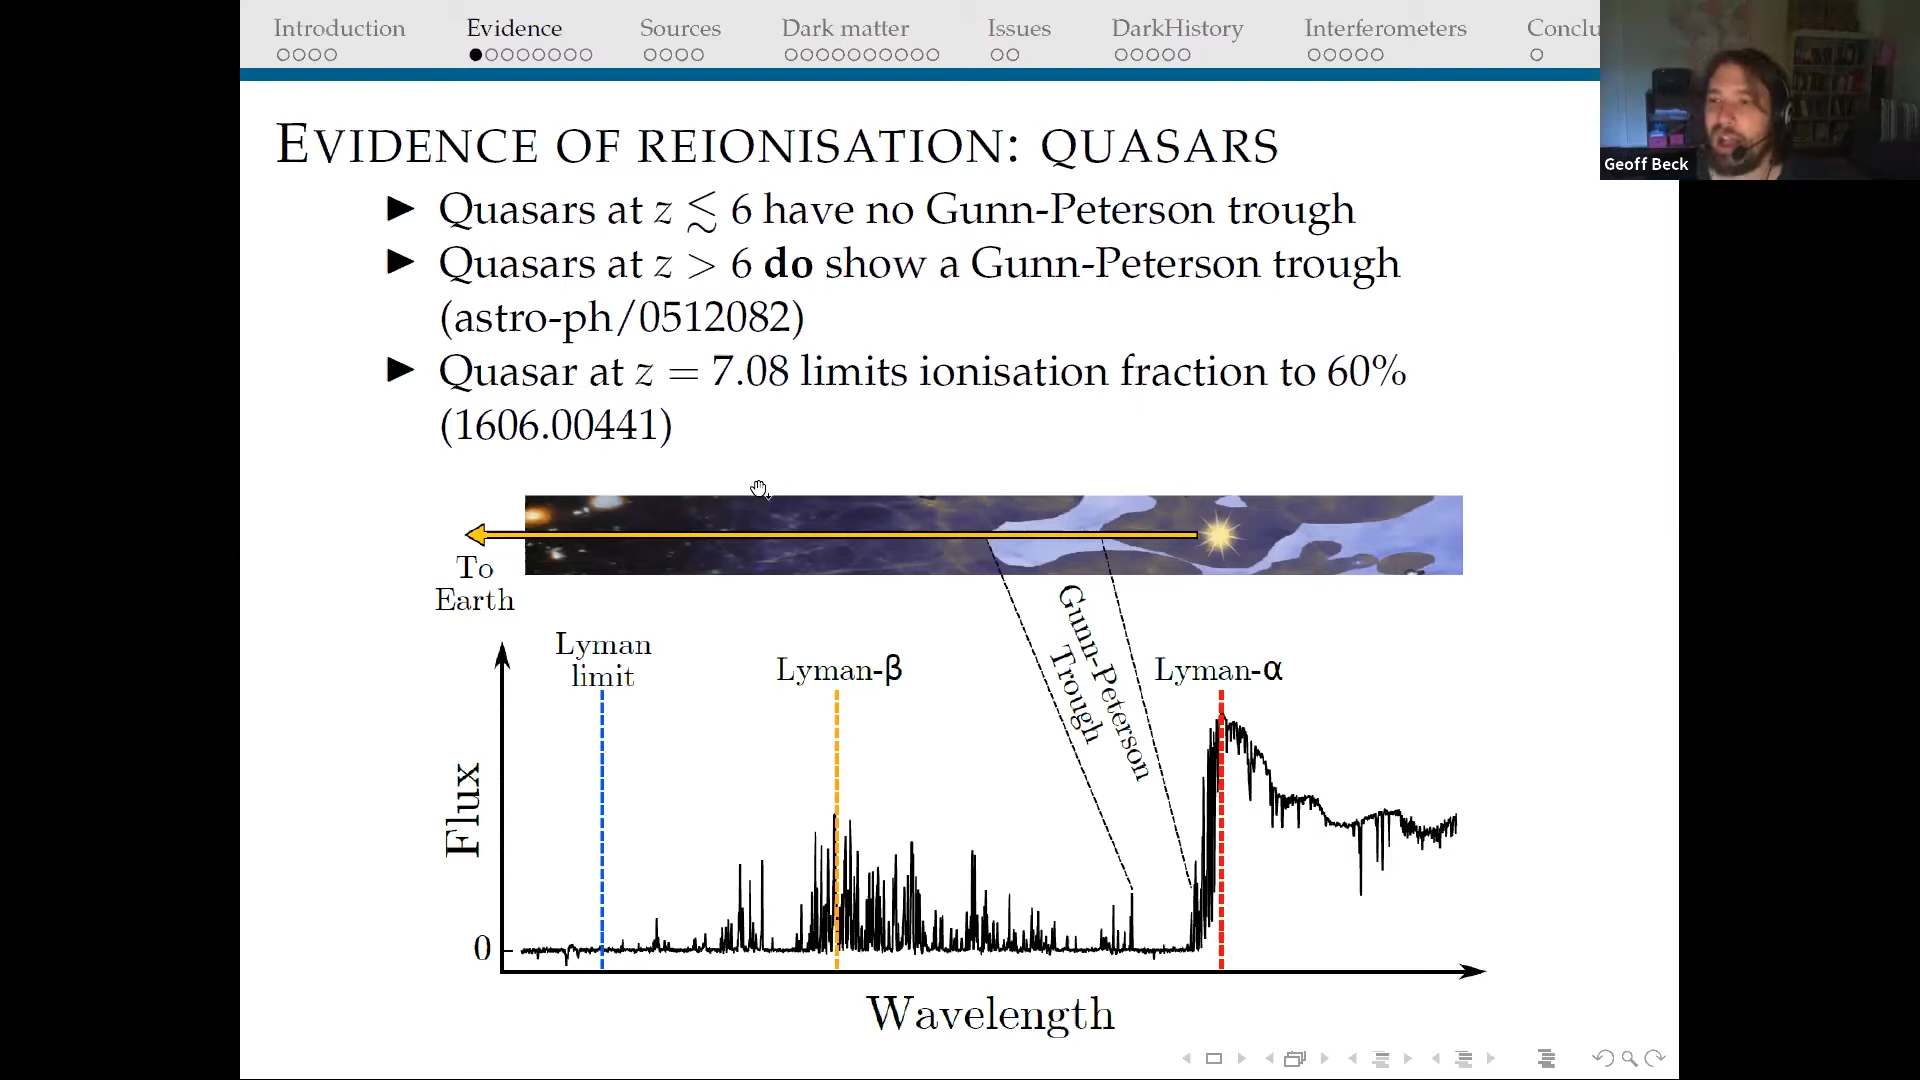 Introduction Evidence Sources Dark matter Issues DarkHistory Interferometers Conclu
Geoff Beck
EVIDENCE OF REIONISATION: QUASARS
▶ Quasars at z ≲ 6 have no Gunn-Peterson trough
▶ Quasars at z > 6 do show a Gunn-Peterson trough
(astro-ph/0512082)
▶ Quasar at z = 7.08 limits ionisation fraction to 60%
(1606.00441)
To
Earth
Lyman
limit
Lyman-β
Gunn-Peterson
Trough
Lyman-α
Flux
0
Wavelength